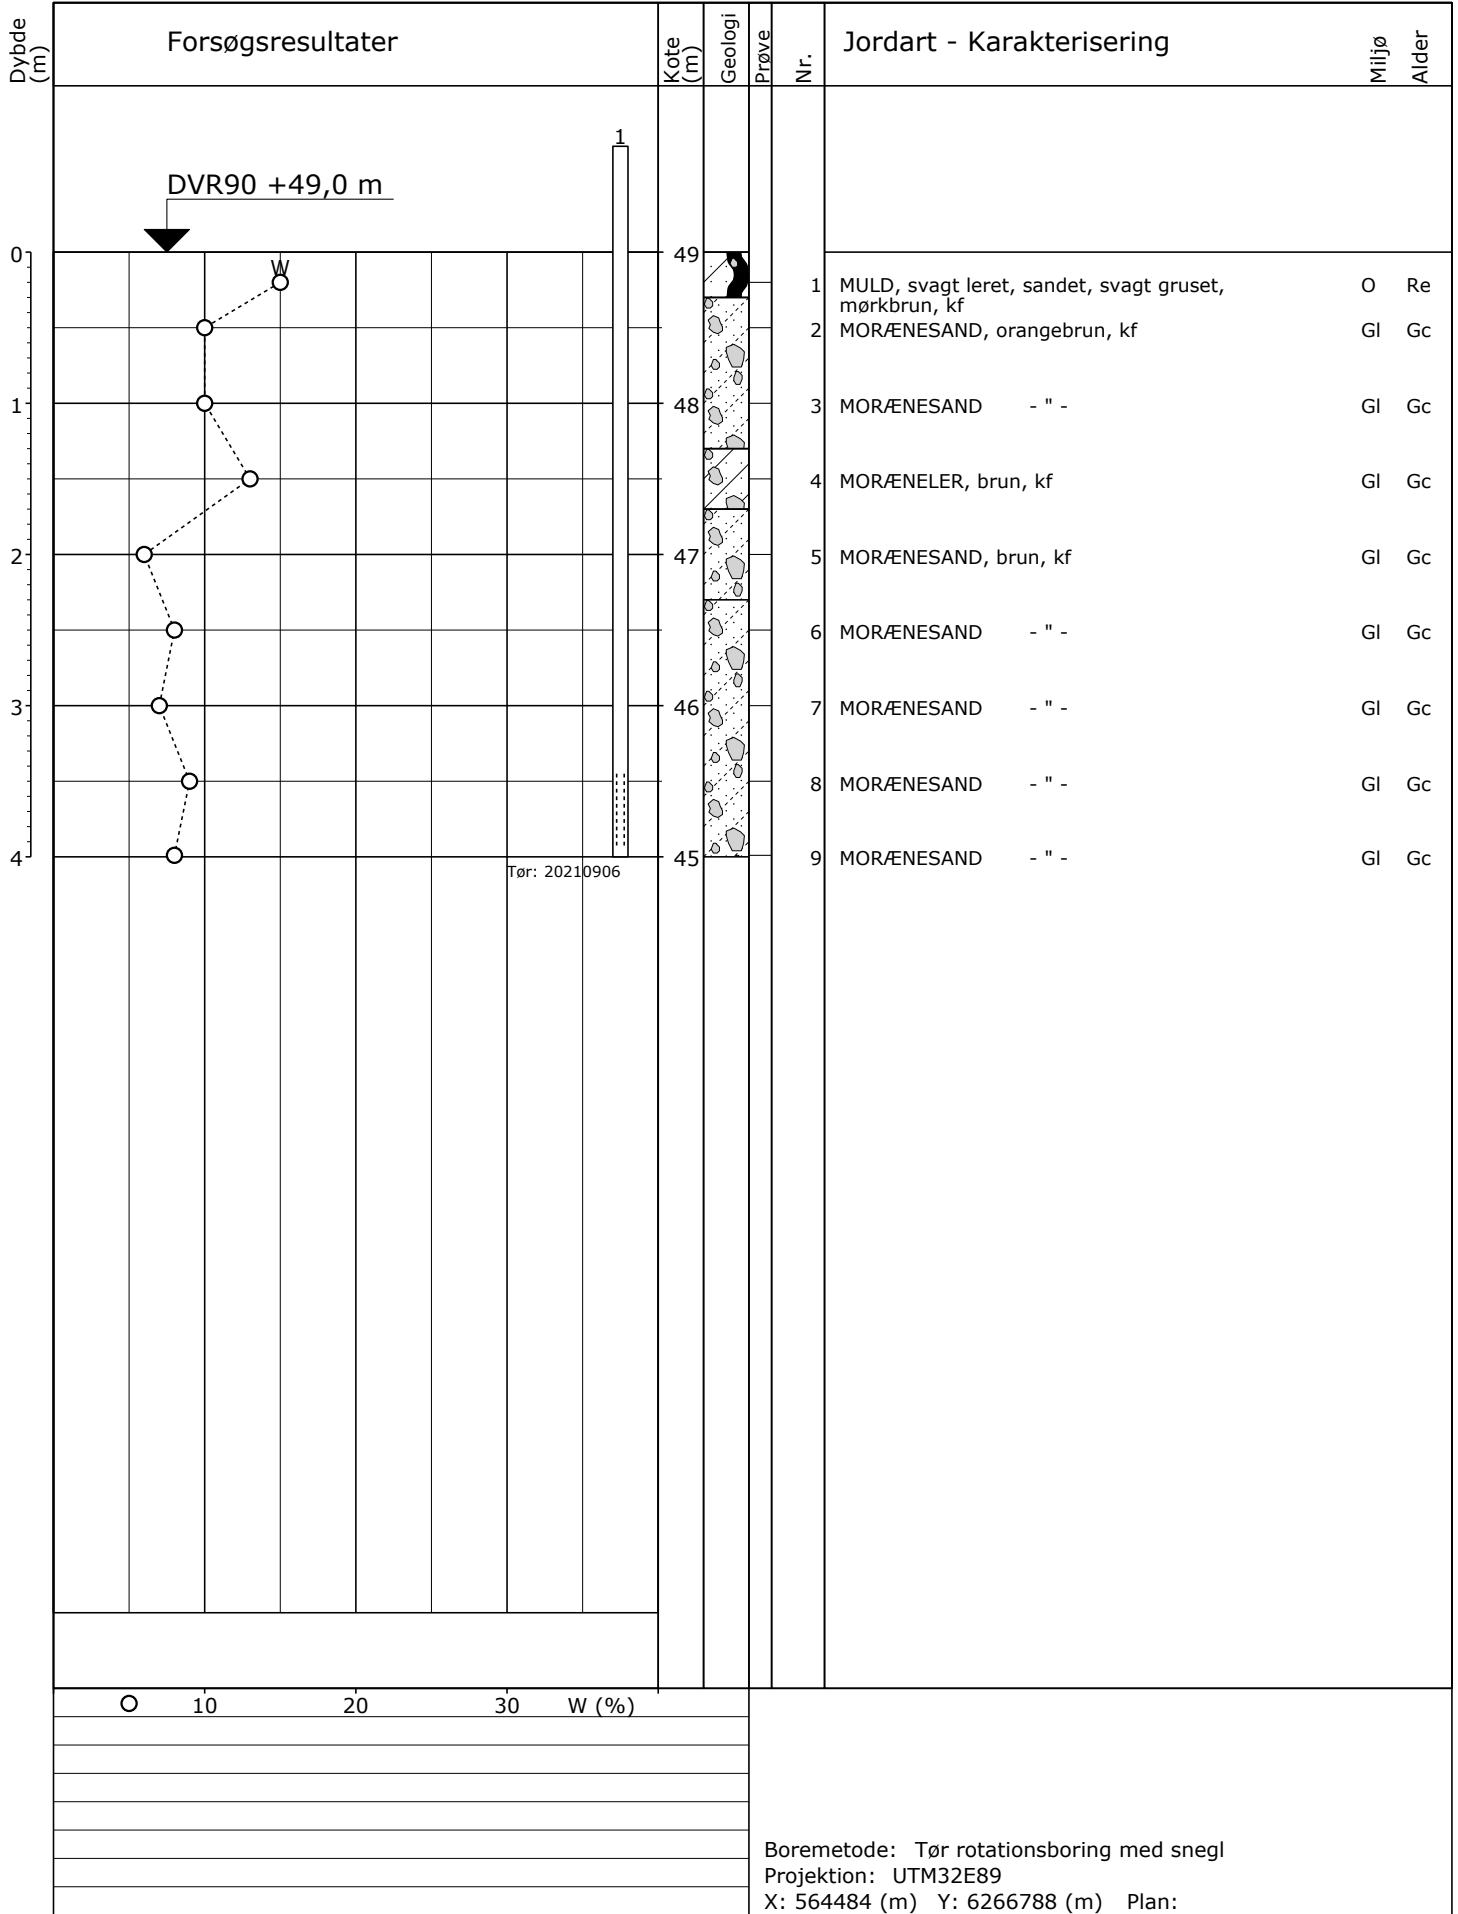 Dybde (m)
Forsøgsresultater
Kote (m)
Geologi
Prøve
Nr.
Jordart - Karakterisering
Miljø
Alder
1
DVR90 +49,0 m
0
W
49
1 MULD, svagt leret, sandet, svagt gruset, O Re
mørkbrun, kf
2 MORÆNESAND, orangebrun, kf Gl Gc
1 48 3 MORÆNESAND - " - Gl Gc
4 MORÆNELER, brun, kf Gl Gc
2 47 5 MORÆNESAND, brun, kf Gl Gc
6 MORÆNESAND - " - Gl Gc
3 46 7 MORÆNESAND - " - Gl Gc
8 MORÆNESAND - " - Gl Gc
4 45 9 MORÆNESAND - " - Gl Gc
Tør: 20210906
10 20 30 W (%)
Boremetode: Tør rotationsboring med snegl
Projektion: UTM32E89
X: 564484 (m) Y: 6266788 (m) Plan: